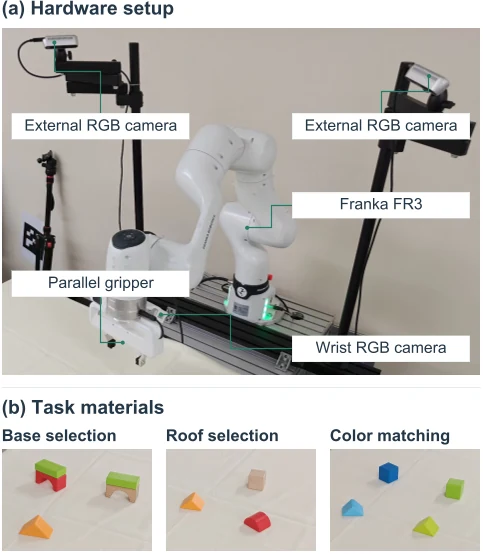 (a) Hardware setup
External RGB camera
External RGB camera
Franka FR3
Parallel gripper
Wrist RGB camera
(b) Task materials
Base selection
Roof selection
Color matching